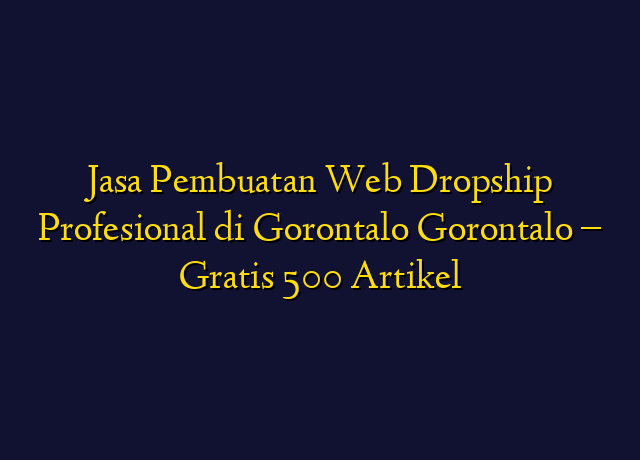 Jasa Pembuatan Web Dropship
Profesional di Gorontalo Gorontalo –
Gratis 500 Artikel